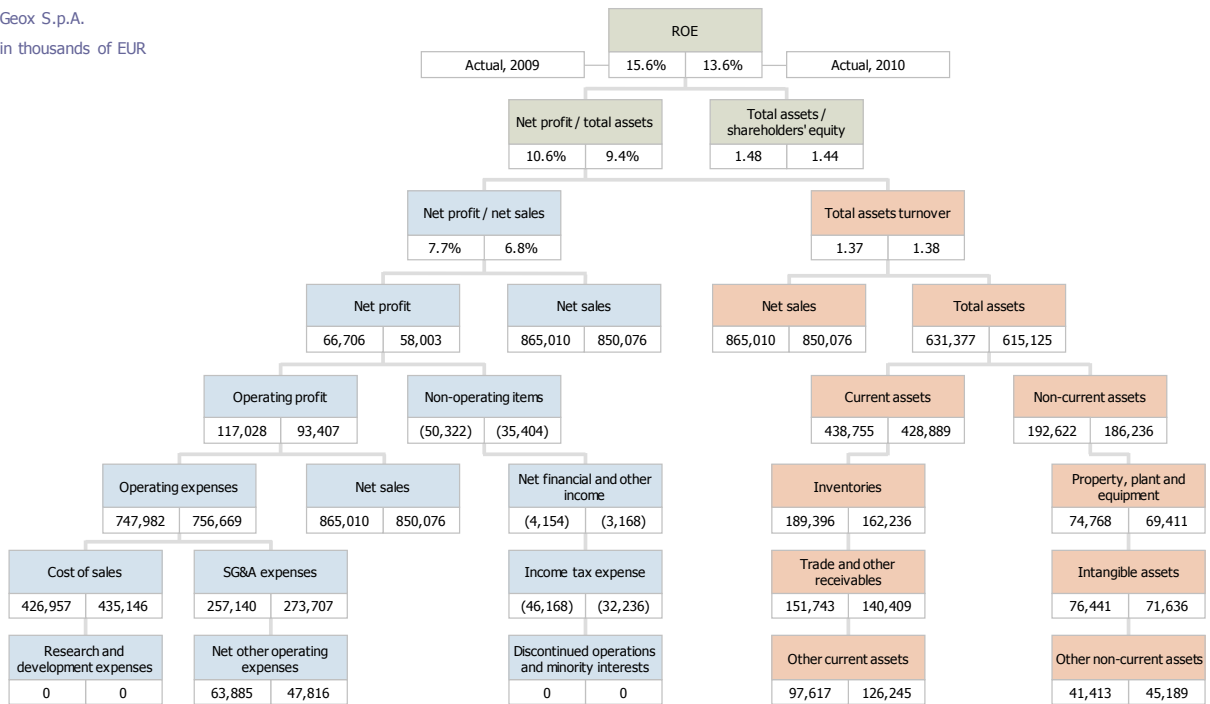 Geox S.p.A.
in thousands of EUR
ROE
Actual, 2009 15.6% 13.6% Actual, 2010
Net profit / total assets
10.6% 9.4%
Total assets /
shareholders' equity
1.48 1.44
Net profit / net sales
7.7% 6.8%
Total assets turnover
1.37 1.38
Net profit
66,706 58,003
Net sales
865,010 850,076
Net sales
865,010 850,076
Total assets
631,377 615,125
Operating profit
117,028 93,407
Non-operating items
(50,322) (35,404)
Current assets
438,755 428,889
Non-current assets
192,622 186,236
Operating expenses
747,982 756,669
Net sales
865,010 850,076
Net financial and other
income
(4,154) (3,168)
Inventories
189,396 162,236
Property, plant and
equipment
74,768 69,411
Cost of sales
426,957 435,146
SG&A expenses
257,140 273,707
Income tax expense
(46,168) (32,236)
Trade and other
receivables
151,743 140,409
Intangible assets
76,441 71,636
Research and
development expenses
0 0
Net other operating
expenses
63,885 47,816
Discontinued operations
and minority interests
0 0
Other current assets
97,617 126,245
Other non-current assets
41,413 45,189